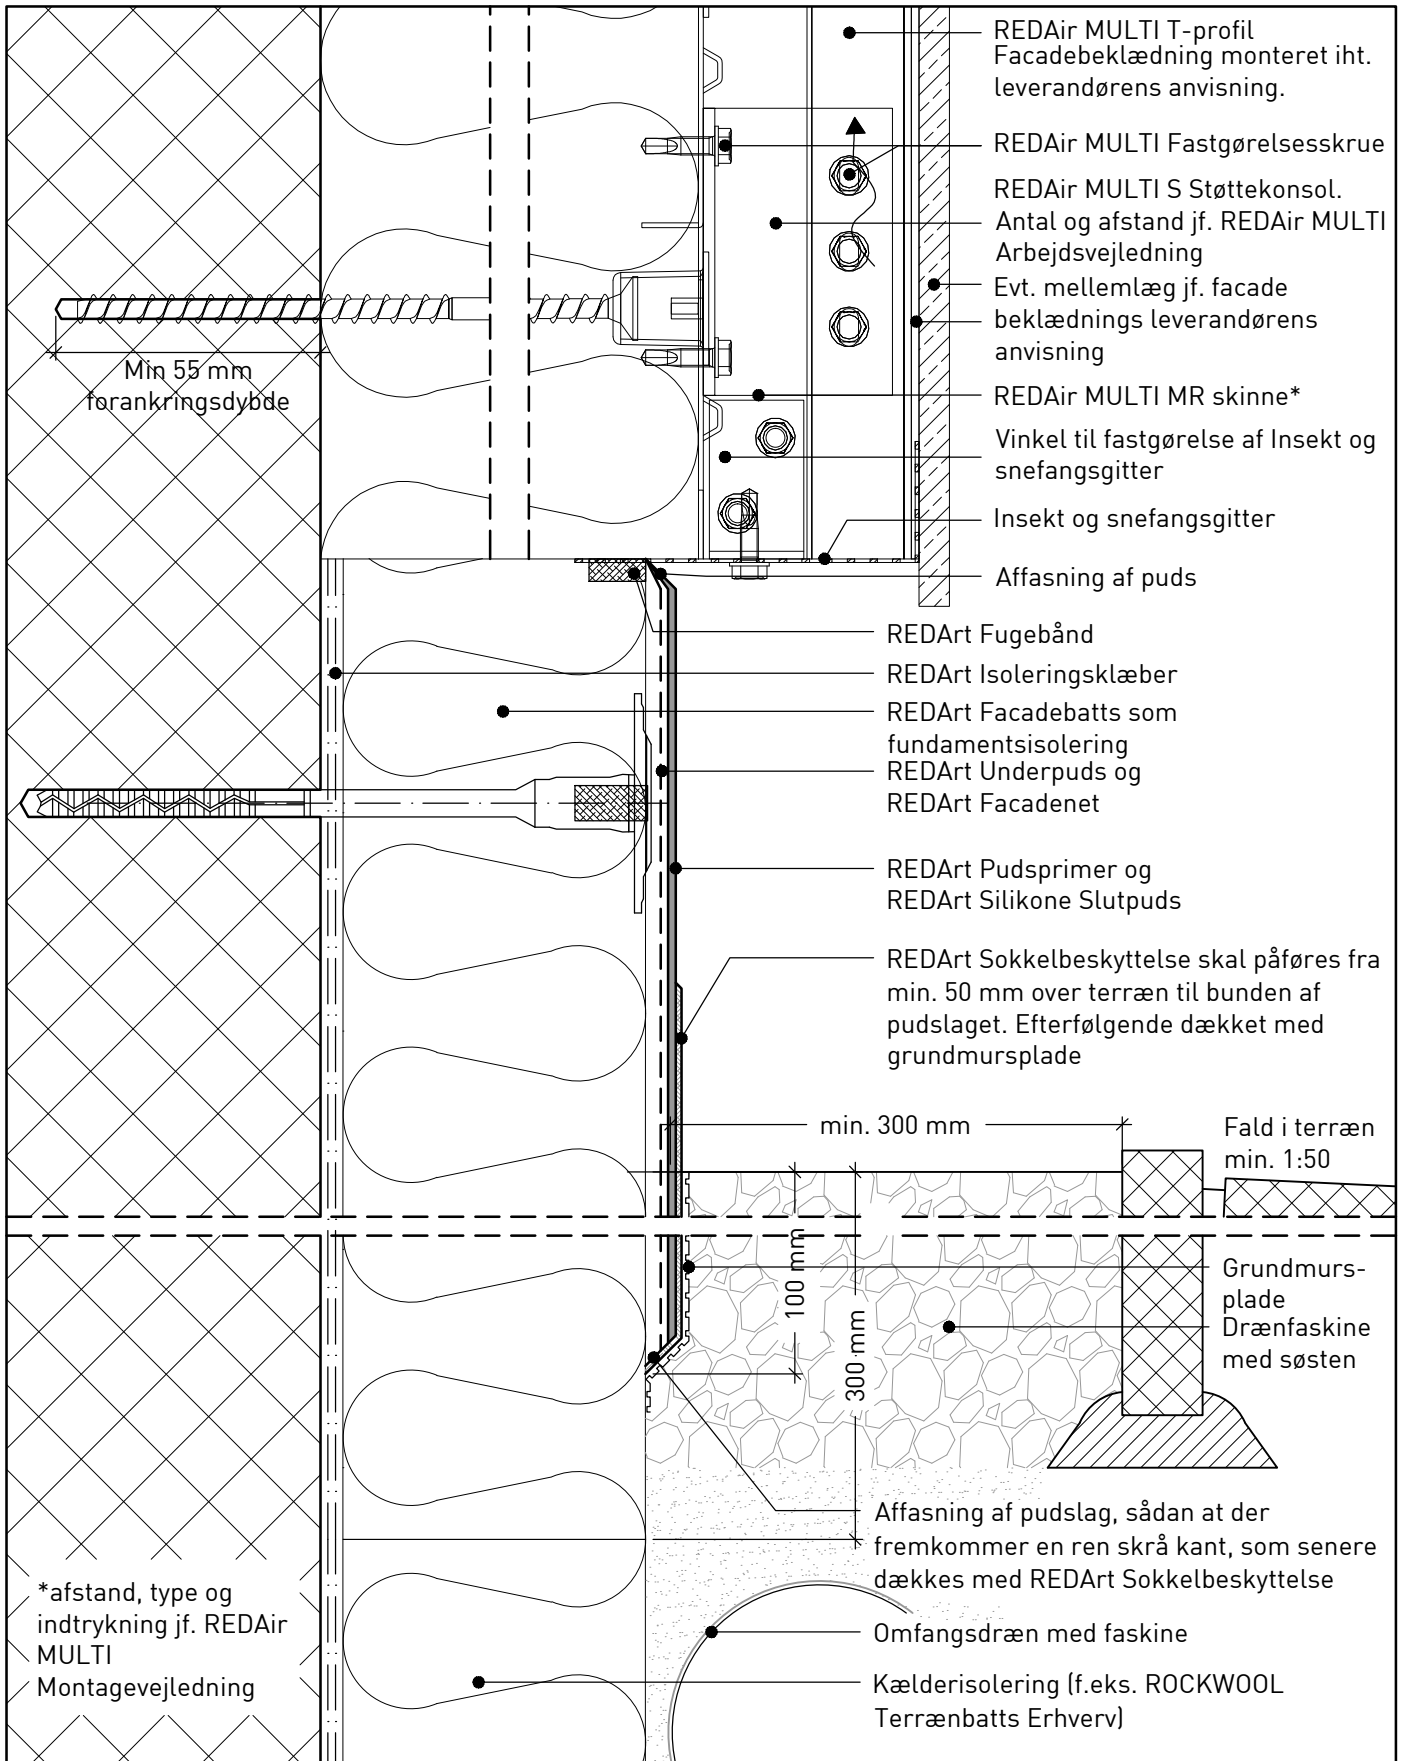 REDAir MULTI T-profil
Facadebeklædning monteret iht.
leverandørens anvisning.
REDAir MULTI Fastgørelsesskrue
REDAir MULTI S Støttekonsol.
Antal og afstand jf. REDAir MULTI
Arbejdsvejledning
Evt. mellemlæg jf. facade
beklædnings leverandørens
anvisning
Min 55 mm
forankringsdybde
REDAir MULTI MR skinne*
Vinkel til fastgørelse af Insekt og
snefangsgitter
Insekt og snefangsgitter
Affasning af puds
REDArt Fugebånd
REDArt Isoleringsklæber
REDArt Facadebatts som
fundamentsisolering
REDArt Underpuds og
REDArt Facadenet
REDArt Pudsprimer og
REDArt Silikone Slutpuds
REDArt Sokkelbeskyttelse skal påføres fra
min. 50 mm over terræn til bunden af
pudslaget. Efterfølgende dækket med
grundmursplade
min. 300 mm
Fald i terræn
min. 1:50
100 mm
300 mm
Grundmurs-
plade
Drænfaskine
med søsten
Affasning af pudslag, sådan at der
fremkommer en ren skrå kant, som senere
dækkes med REDArt Sokkelbeskyttelse
*afstand, type og
indtrykning jf. REDAir
MULTI
Montagevejledning
Omfangsdræn med faskine
Kælderisolering (f.eks. ROCKWOOL
Terrænbatts Erhverv)